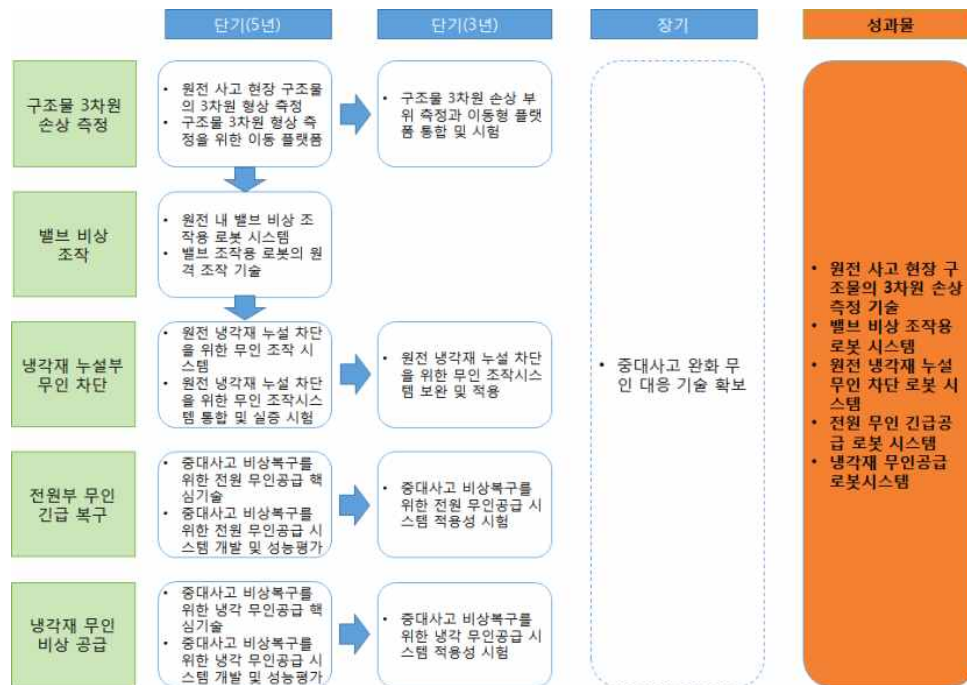 단기(5년)
단기(3년)
장기
성과물
구조물 3차원
손상 측정
• 원전 사고 현장 구조물
의 3차원 형상 측정
• 구조물 3차원 형상 측
정을 위한 이동 플랫폼
• 구조물 3차원 손상 부
위 측정과 이동형 플랫
폼 통합 및 시험
밸브 비상
조작
• 원전 내 밸브 비상 조
작용 로봇 시스템
• 밸브 조작용 로봇의 원
격 조작 기술
냉각재 누설부
무인 차단
• 원전 냉각재 누설 차단
을 위한 무인 조작 시
스템
• 원전 냉각재 누설 차단
을 위한 무인 조작시스
템 통합 및 실증 시험
• 원전 냉각재 누설 차단
을 위한 무인 조작시스템
보완 및 적용
전원부 무인
긴급 복구
• 중대사고 비상복구를
위한 전원 무인공급 핵
심기술
• 중대사고 비상복구를
위한 전원 무인공급 시
스템 개발 및 성능평가
• 중대사고 비상복구를
위한 전원 무인공급 시
스템 적용성 시험
냉각재 무인
비상 공급
• 중대사고 비상복구를
위한 냉각 무인공급 핵
심기술
• 중대사고 비상복구를
위한 냉각 무인공급 시
스템 개발 및 성능평가
• 중대사고 비상복구를
위한 냉각 무인공급 시
스템 적용성 시험
• 중대사고 완화 무
인 대응 기술 확보
• 원전 사고 현장 구
조물의 3차원 손상
측정 기술
• 밸브 비상 조작용
로봇 시스템
• 원전 냉각재 누설
무인 차단 로봇 시
스템
• 전원 무인 긴급공
급 로봇 시스템
• 냉각재 무인공급
로봇시스템